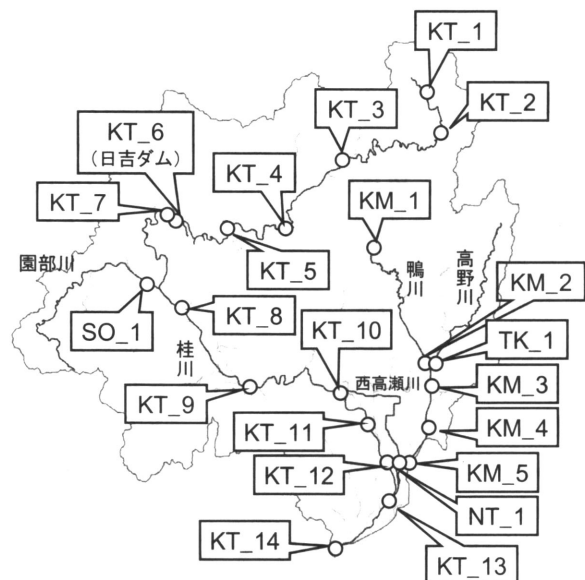 KT_1
KT_2
KT_3
KT_6
(日吉ダム)
KT_4
KT_7
KM_1
園部川
KT_5
鴨川
高野川
KM_2
SO_1
KT_8
KT_10
TK_1
桂川
西高瀬川
KM_3
KT_9
KT_11
KM_4
KT_12
KM_5
NT_1
KT_14
KT_13